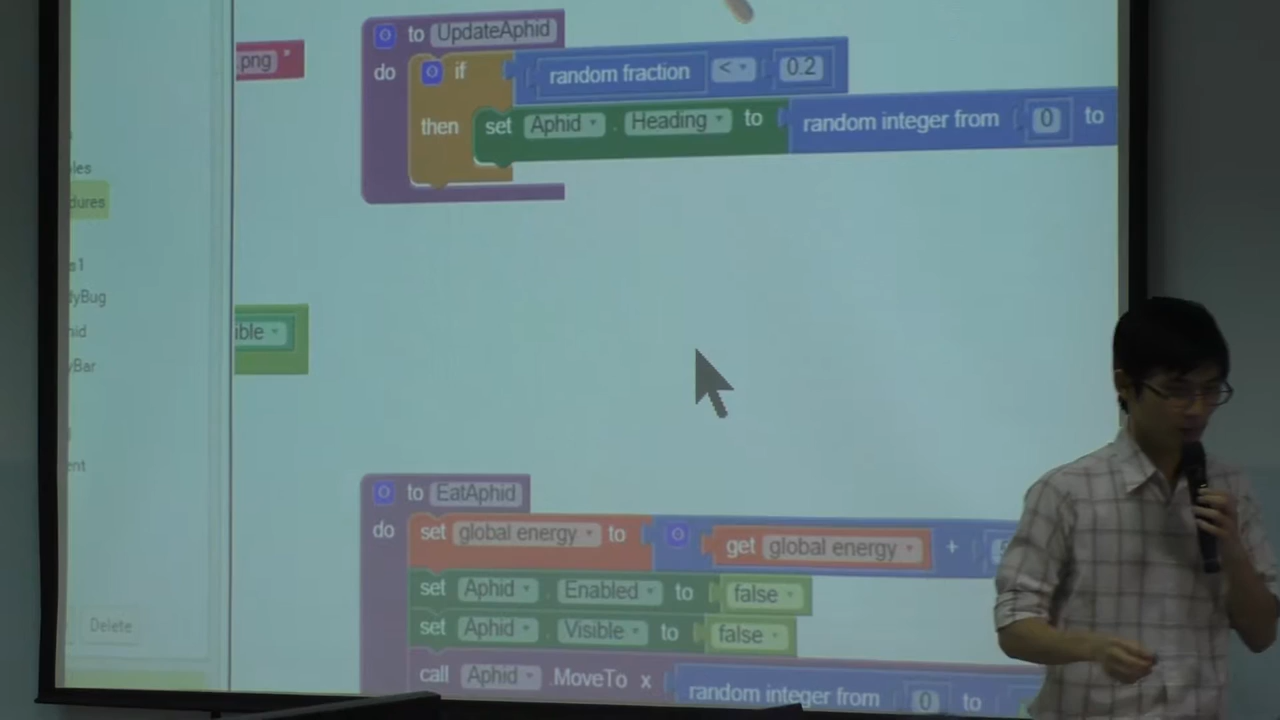 to UpdateAphid
.png "
do if random fraction < 0.2
then set Aphid . Heading to random integer from 0 to
s1
ible
to EatAphid
do set global energy to get global energy +
set Aphid . Enabled to false
set Aphid . Visible to false
Delete
call Aphid .MoveTo x random integer from 0 to